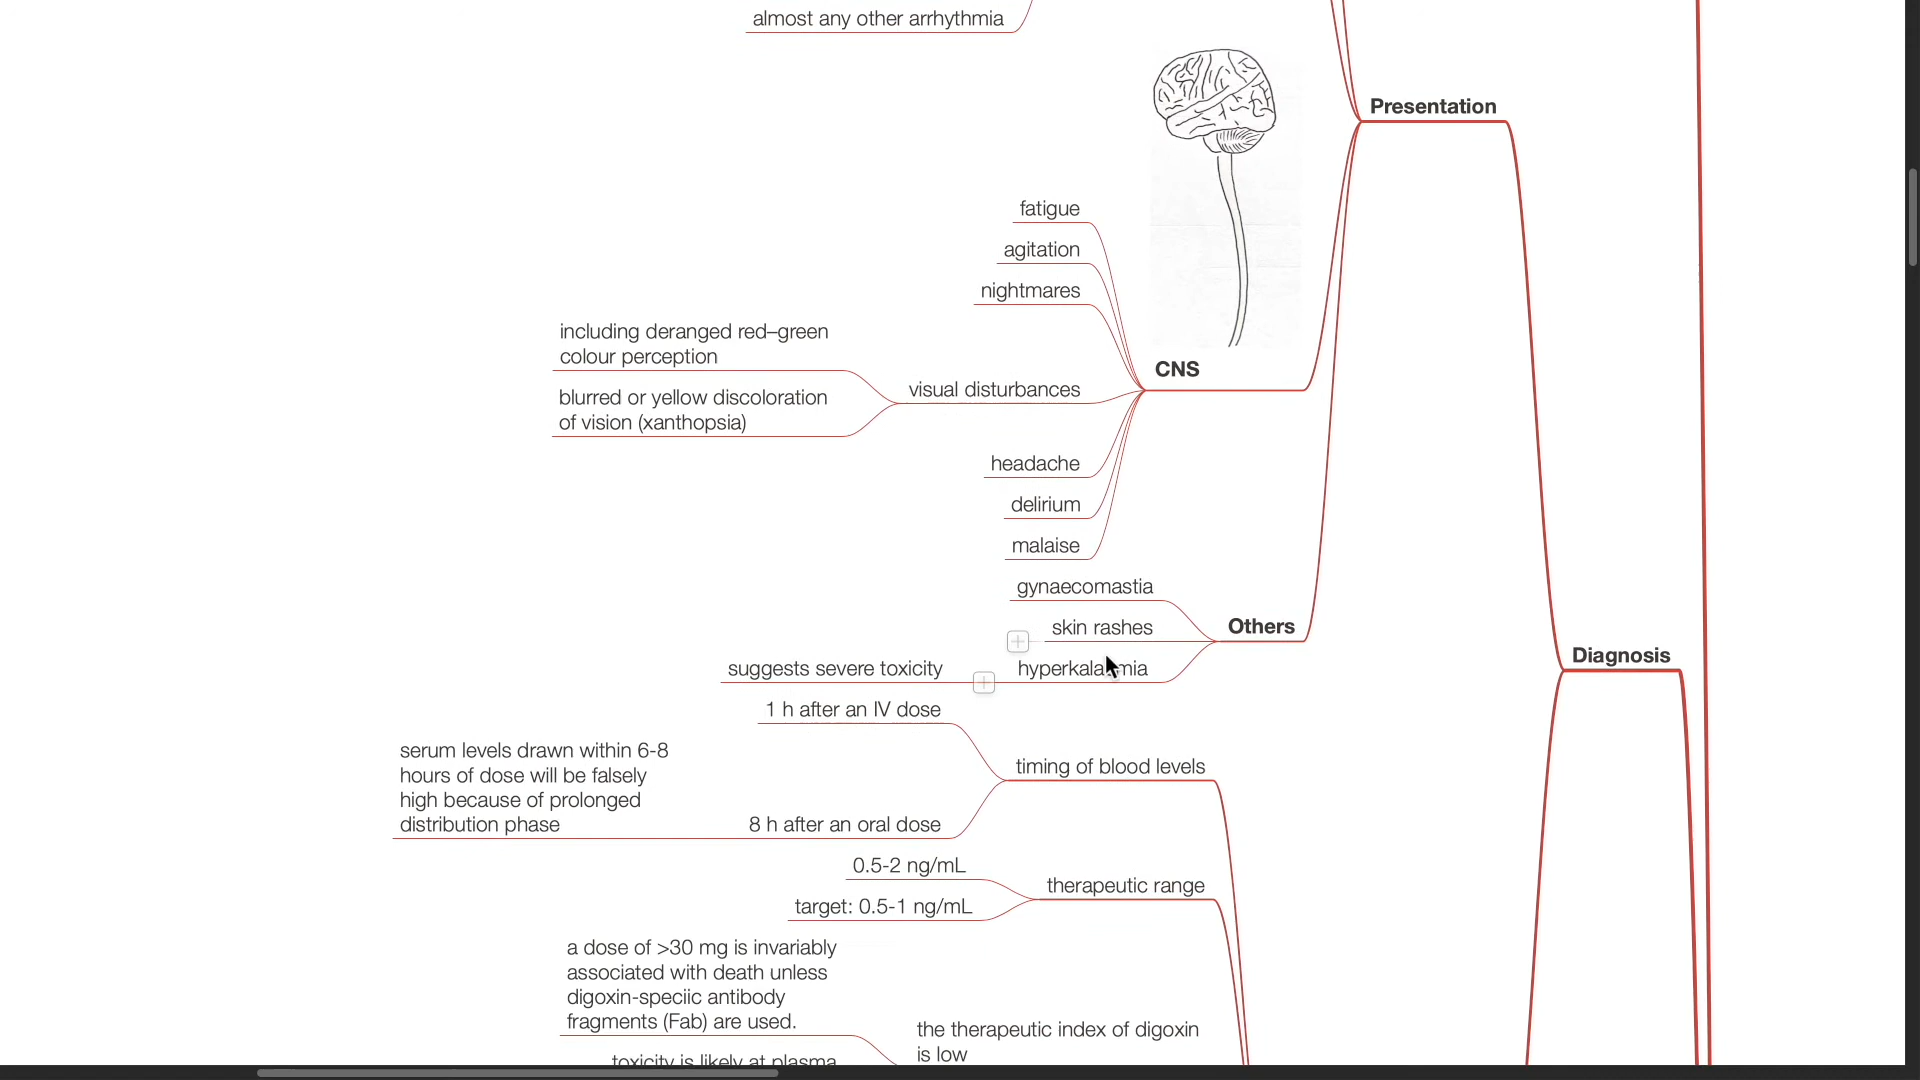 almost any other arrhythmia
Presentation
fatigue
agitation
nightmares
including deranged red–green
colour perception
CNS
visual disturbances
blurred or yellow discoloration
of vision (xanthopsia)
headache
delirium
malaise
gynaecomastia
skin rashes
Others
Diagnosis
suggests severe toxicity
hyperkalaemia
1 h after an IV dose
serum levels drawn within 6-8
hours of dose will be falsely
high because of prolonged
distribution phase
timing of blood levels
8 h after an oral dose
0.5-2 ng/mL
therapeutic range
target: 0.5-1 ng/mL
a dose of >30 mg is invariably
associated with death unless
digoxin-speciic antibody
fragments (Fab) are used.
the therapeutic index of digoxin
is low
toxicity is likely at plasma